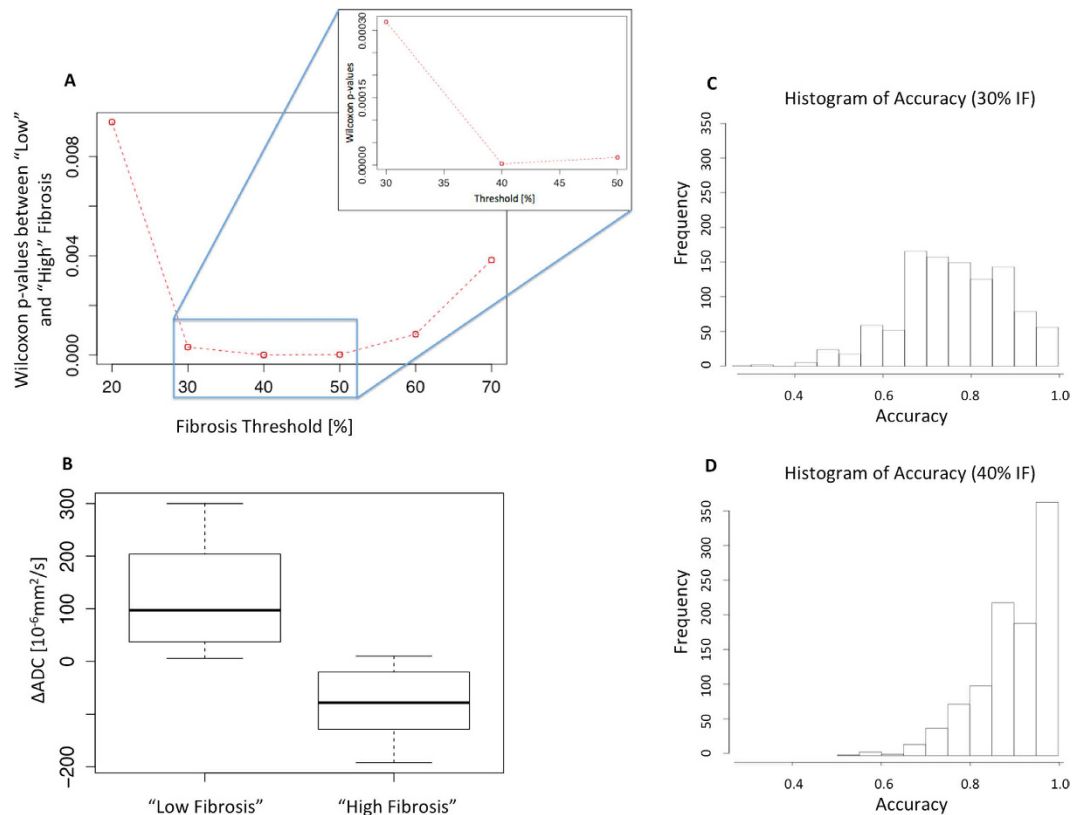 A
Wilcoxon p-values between “Low”
and “High” Fibrosis
0.008
0.004
0.000
20
30
40
50
60
70
Fibrosis Threshold [%]
Wilcoxon p-values
0.00030
0.00015
0.00000
30
35
40
45
50
Threshold [%]
B
ΔADC [10-6mm2/s]
300
200
100
0
−200
“Low Fibrosis”
“High Fibrosis”
C
Histogram of Accuracy (30% IF)
Frequency
350
300
250
200
150
100
50
0
0.4
0.6
0.8
1.0
Accuracy
D
Histogram of Accuracy (40% IF)
Frequency
350
300
250
200
150
100
50
0
0.4
0.6
0.8
1.0
Accuracy